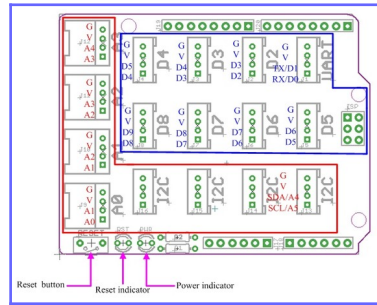 G
V
A4
A3
G
V
A3
A2
G
V
A2
A1
G
V
A1
A0
A0
G
V
D5
D4
D4
G
V
D4
D3
D3
G
V
D3
D2
D2
G
V
TX/D1
RX/D0
UART
G
V
D9
D8
D8
G
V
D8
D7
D7
G
V
D7
D6
D6
G
V
D6
D5
D5
ISP
I2C
I2C
I2C
G
V
SDA/A4
SCL/A5
I2C
RESET
RST
PWR
Reset button
Reset indicator
Power indicator